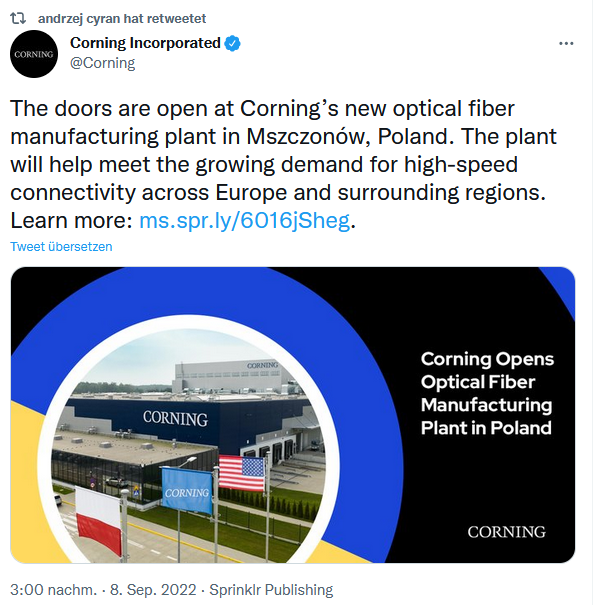 andrzej cyran hat retweetet
CORNING
Corning Incorporated
@Corning
The doors are open at Corning’s new optical fiber
manufacturing plant in Mszczonów, Poland. The plant
will help meet the growing demand for high-speed
connectivity across Europe and surrounding regions.
Learn more: ms.spr.ly/6016jSheg.
Tweet übersetzen
CORNING
CORNING
CORNING
Corning Opens
Optical Fiber
Manufacturing
Plant in Poland
CORNING
3:00 nachm. · 8. Sep. 2022 · Sprinklr Publishing